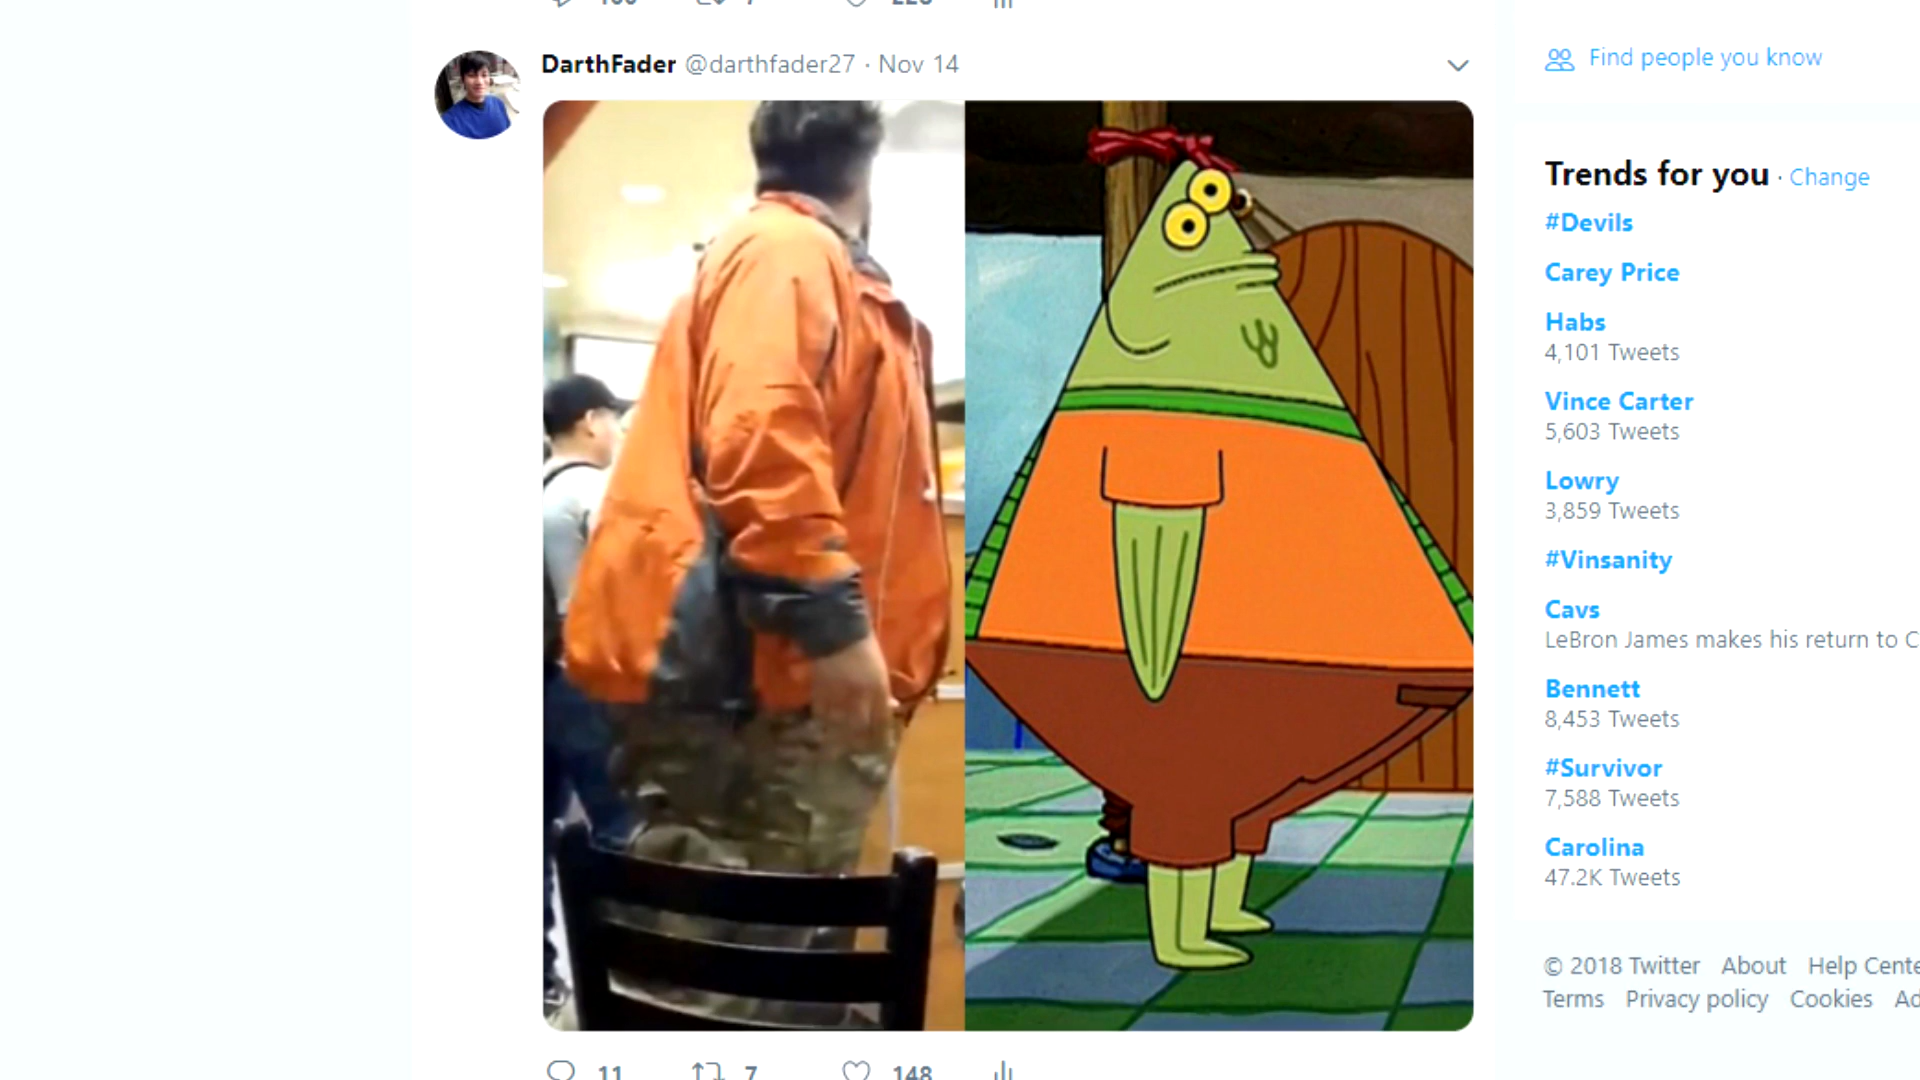 DarthFader @darthfader27 · Nov 14
11 7 148
Find people you know
Trends for you · Change
#Devils
Carey Price
Habs
4,101 Tweets
Vince Carter
5,603 Tweets
Lowry
3,859 Tweets
#Vinsanity
Cavs
LeBron James makes his return to C
Bennett
8,453 Tweets
#Survivor
7,588 Tweets
Carolina
47.2K Tweets
© 2018 Twitter About Help Cente
Terms Privacy policy Cookies Ad